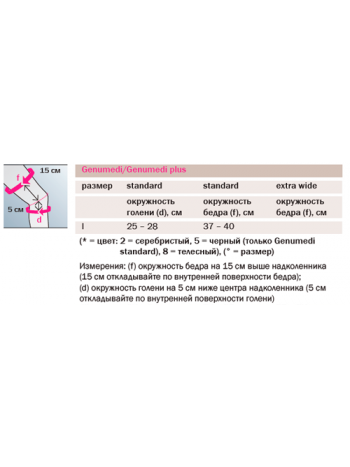 f
15 см
5 см
d
Genumedi/Genumedi plus
размер standard standard extra wide
окружность окружность окружность
голени (d), см бедра (f), см бедра (f), см
I 25 – 28 37 – 40
(* = цвет: 2 = серебристый, 5 = черный (только Genumedi
standard), 8 = телесный), (* = размер)
Измерения: (f) окружность бедра на 15 см выше надколенника
(15 см откладывайте по внутренней поверхности бедра);
(d) окружность голени на 5 см ниже центра надколенника (5 см
откладывайте по внутренней поверхности голени)